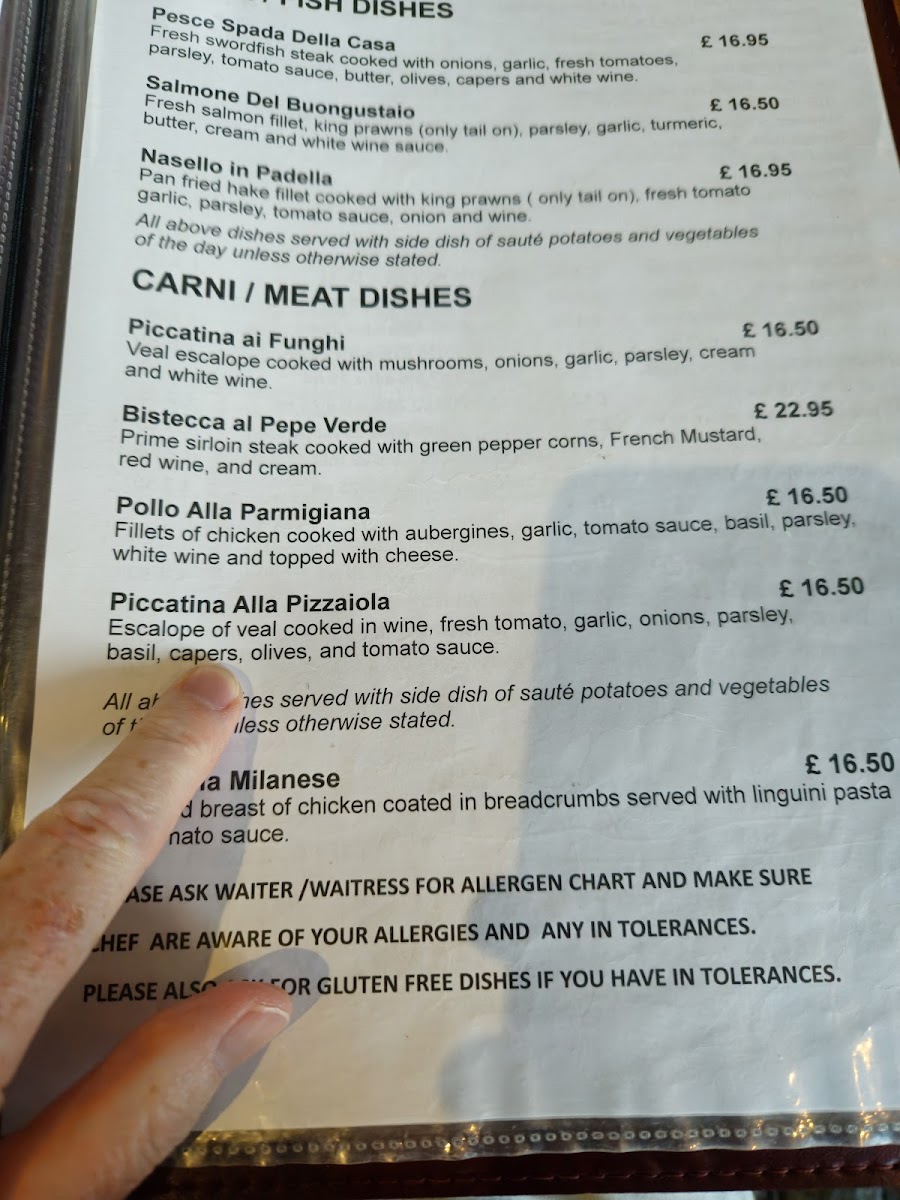 FISH DISHES
Pesce Spada Della Casa £ 16.95
Fresh swordfish steak cooked with onions, garlic, fresh tomatoes,
parsley, tomato sauce, butter, olives, capers and white wine.
Salmone Del Buongustaio £ 16.50
Fresh salmon fillet, king prawns (only tail on), parsley, garlic, turmeric,
butter, cream and white wine sauce.
Nasello in Padella £ 16.95
Pan fried hake fillet cooked with king prawns ( only tail on), fresh tomato
garlic, parsley, tomato sauce, onion and wine.
All above dishes served with side dish of sauté potatoes and vegetables
of the day unless otherwise stated.
CARNI / MEAT DISHES
Piccatina ai Funghi £ 16.50
Veal escalope cooked with mushrooms, onions, garlic, parsley, cream
and white wine.
Bistecca al Pepe Verde £ 22.95
Prime sirloin steak cooked with green pepper corns, French Mustard,
red wine, and cream.
Pollo Alla Parmigiana £ 16.50
Fillets of chicken cooked with aubergines, garlic, tomato sauce, basil, parsley,
white wine and topped with cheese.
Piccatina Alla Pizzaiola £ 16.50
Escalope of veal cooked in wine, fresh tomato, garlic, onions, parsley,
basil, capers, olives, and tomato sauce.
All served with side dish of sauté potatoes and vegetables
of otherwise stated.
Milanese £ 16.50
breast of chicken coated in breadcrumbs served with linguini pasta
sauce.
ASK WAITER /WAITRESS FOR ALLERGEN CHART AND MAKE SURE
ARE AWARE OF YOUR ALLERGIES AND ANY IN TOLERANCES.
PLEASE ALSO FOR GLUTEN FREE DISHES IF YOU HAVE IN TOLERANCES.